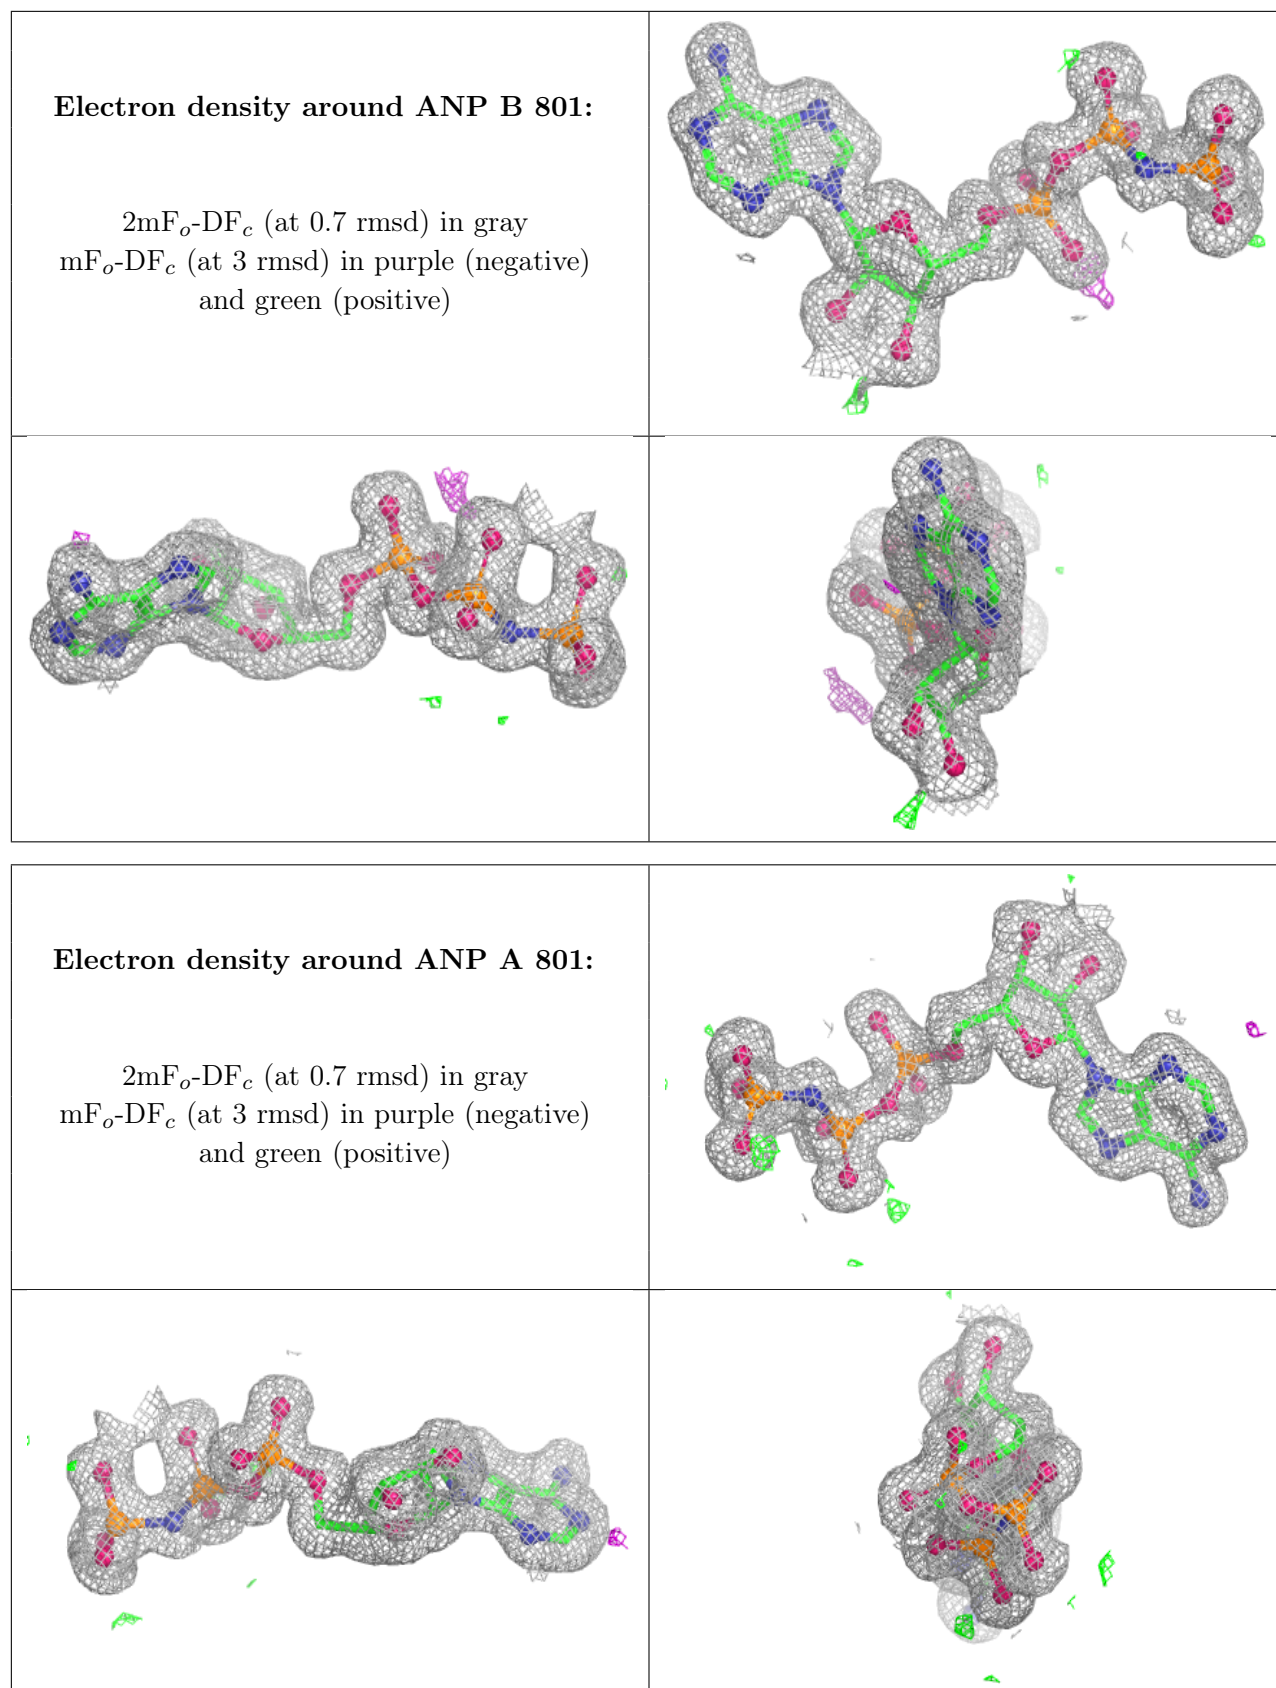 Electron density around ANP B 801:
2mFo-DFc (at 0.7 rmsd) in gray
mFo-DFc (at 3 rmsd) in purple (negative)
and green (positive)
Electron density around ANP A 801:
2mFo-DFc (at 0.7 rmsd) in gray
mFo-DFc (at 3 rmsd) in purple (negative)
and green (positive)